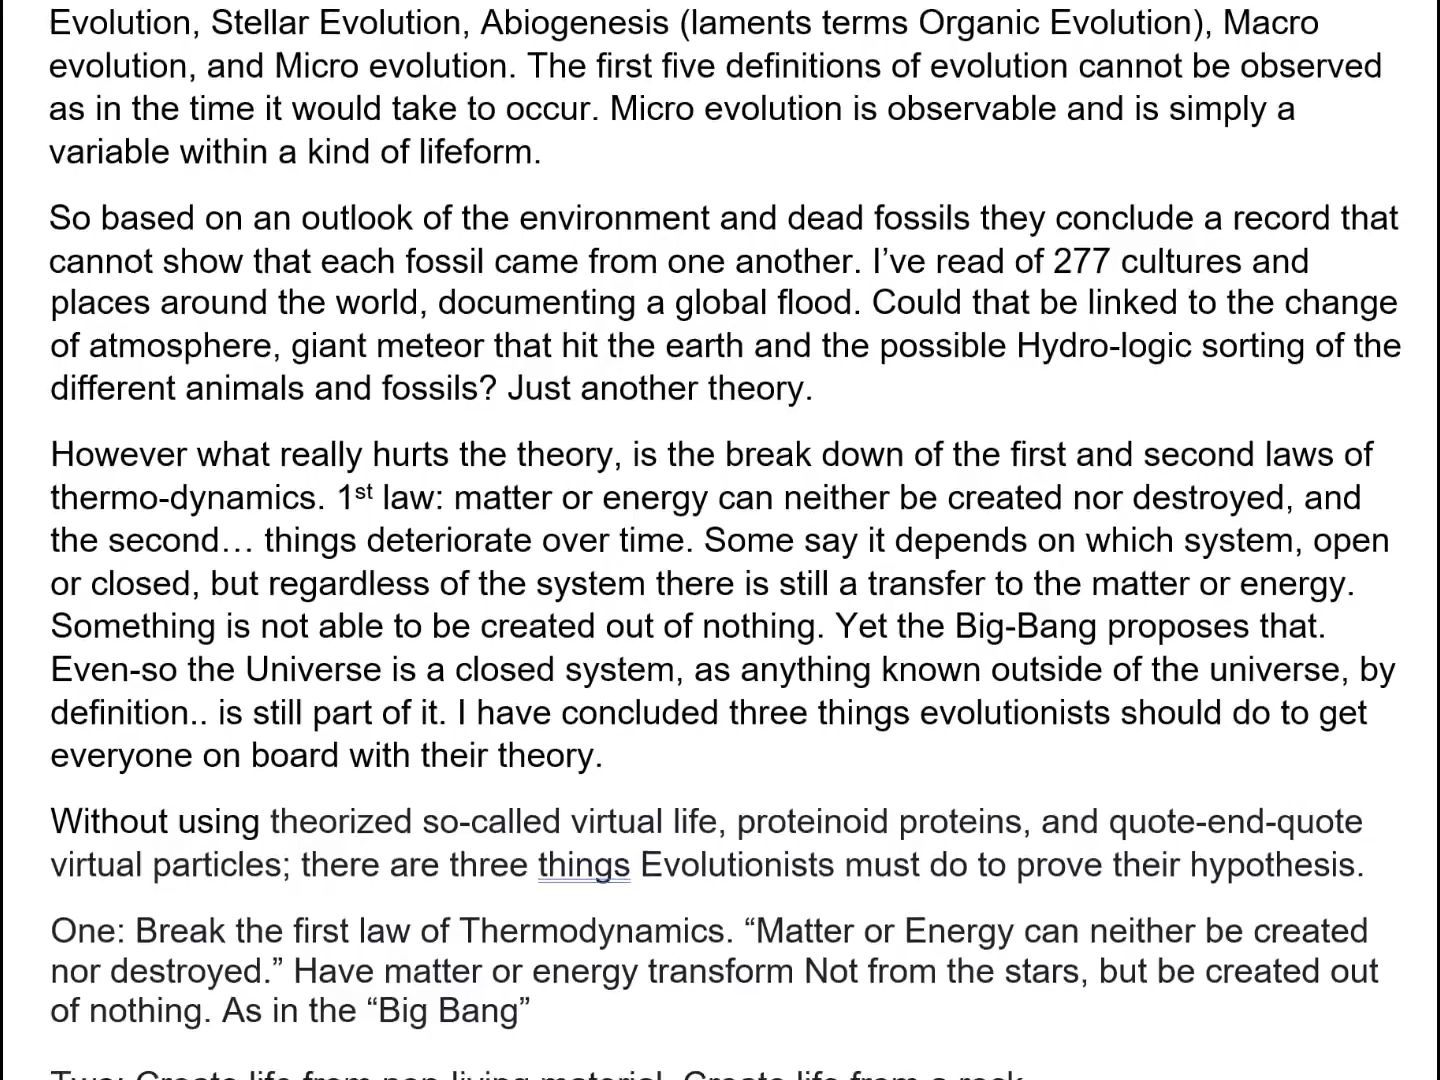 Evolution, Stellar Evolution, Abiogenesis (laments terms Organic Evolution), Macro
evolution, and Micro evolution. The first five definitions of evolution cannot be observed
as in the time it would take to occur. Micro evolution is observable and is simply a
variable within a kind of lifeform.
So based on an outlook of the environment and dead fossils they conclude a record that
cannot show that each fossil came from one another. I’ve read of 277 cultures and
places around the world, documenting a global flood. Could that be linked to the change
of atmosphere, giant meteor that hit the earth and the possible Hydro-logic sorting of the
different animals and fossils? Just another theory.
However what really hurts the theory, is the break down of the first and second laws of
thermo-dynamics. 1st law: matter or energy can neither be created nor destroyed, and
the second… things deteriorate over time. Some say it depends on which system, open
or closed, but regardless of the system there is still a transfer to the matter or energy.
Something is not able to be created out of nothing. Yet the Big-Bang proposes that.
Even-so the Universe is a closed system, as anything known outside of the universe, by
definition.. is still part of it. I have concluded three things evolutionists should do to get
everyone on board with their theory.
Without using theorized so-called virtual life, proteinoid proteins, and quote-end-quote
virtual particles; there are three things Evolutionists must do to prove their hypothesis.
One: Break the first law of Thermodynamics. “Matter or Energy can neither be created
nor destroyed.” Have matter or energy transform Not from the stars, but be created out
of nothing. As in the “Big Bang”
Two: Create life from non-living material. Create life from a rock